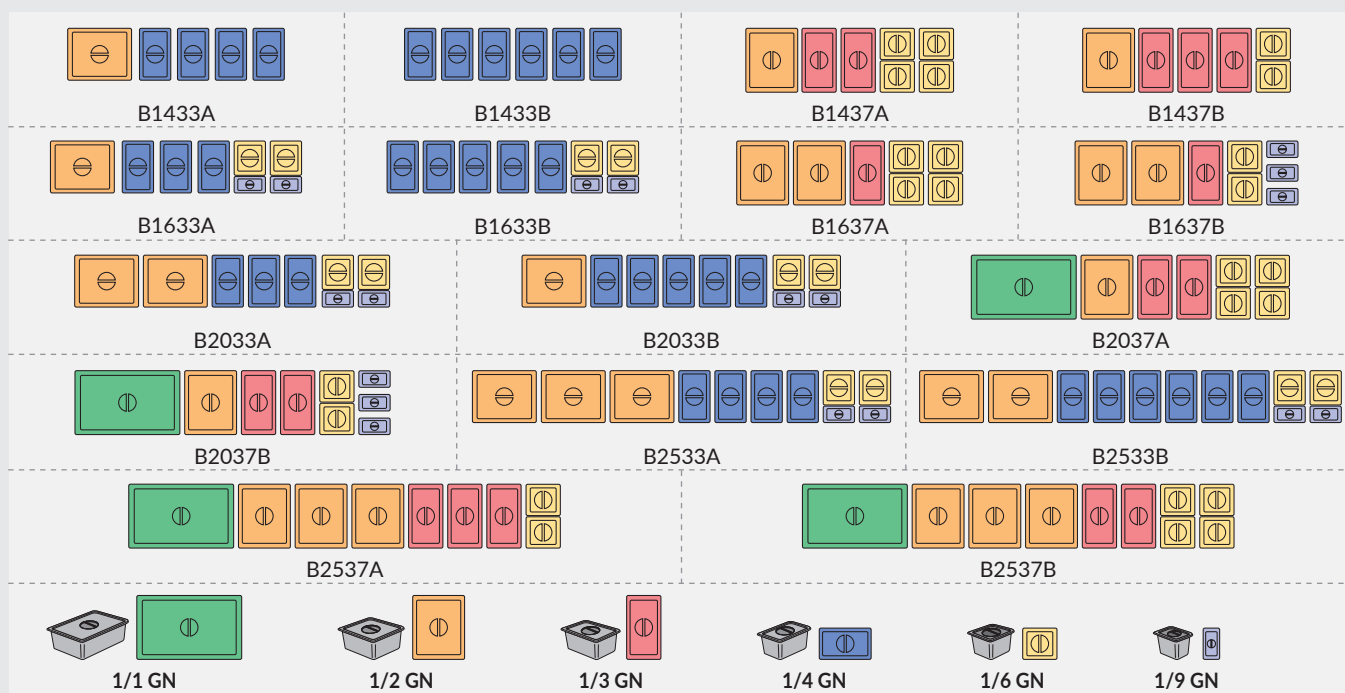 B1433A
B1433B
B1437A
B1437B
B1633A
B1633B
B1637A
B1637B
B2033A
B2033B
B2037A
B2037B
B2533A
B2533B
B2537A
B2537B
1/1 GN
1/2 GN
1/3 GN
1/4 GN
1/6 GN
1/9 GN